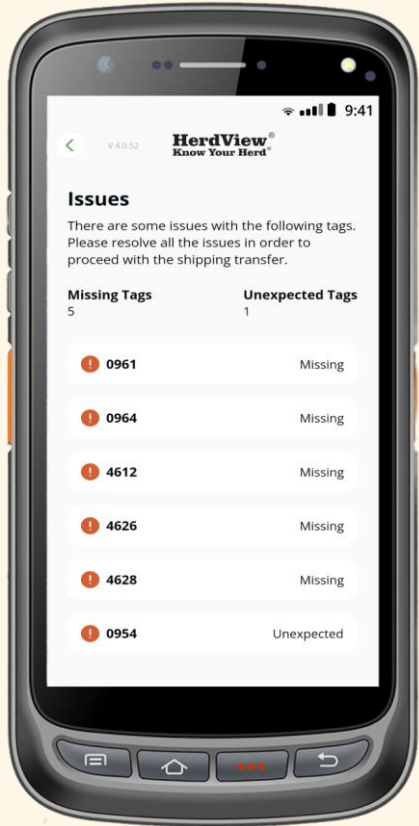 9:41
V 4.0.52
HerdView®
Know Your Herd®
Issues
There are some issues with the following tags.
Please resolve all the issues in order to
proceed with the shipping transfer.
Missing Tags Unexpected Tags
5 1
0961 Missing
0964 Missing
4612 Missing
4626 Missing
4628 Missing
0954 Unexpected